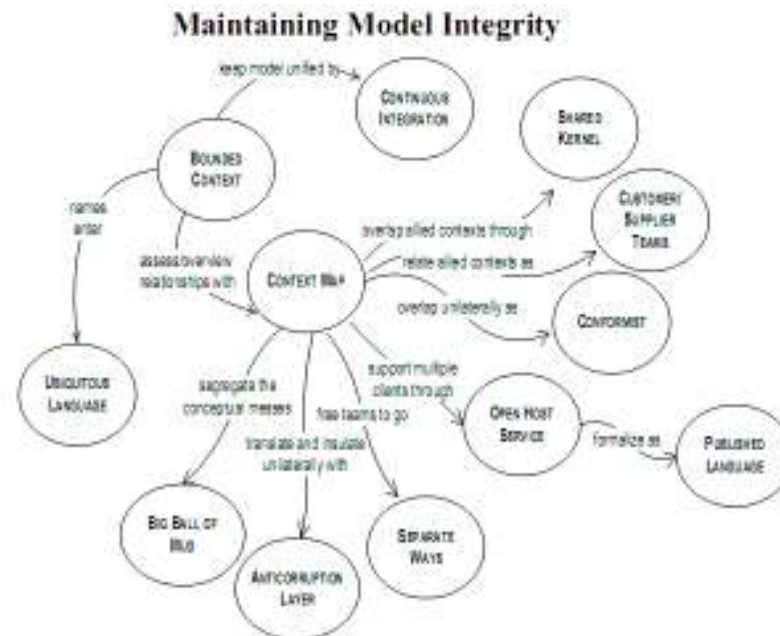 Maintaining Model Integrity
keep model unified by
CONTINUOUS
INTEGRATION
SHARED
KERNEL
BOUNDED
CONTEXT
names
enter
CUSTOMER/
SUPPLIER
TEAMS
overlap allied contexts through
assess/overview
relationships with
CONTEXT MAP
relate allied contexts as
overlap unilaterally as
CONFORMIST
UBIQUITOUS
LANGUAGE
segregate the
conceptual messes
support multiple
clients through
free teams to go
OPEN HOST
SERVICE
formalize as
PUBLISHED
LANGUAGE
translate and insulate
unilaterally with
BIG BALL OF
MUD
SEPARATE
WAYS
ANTICORRUPTION
LAYER